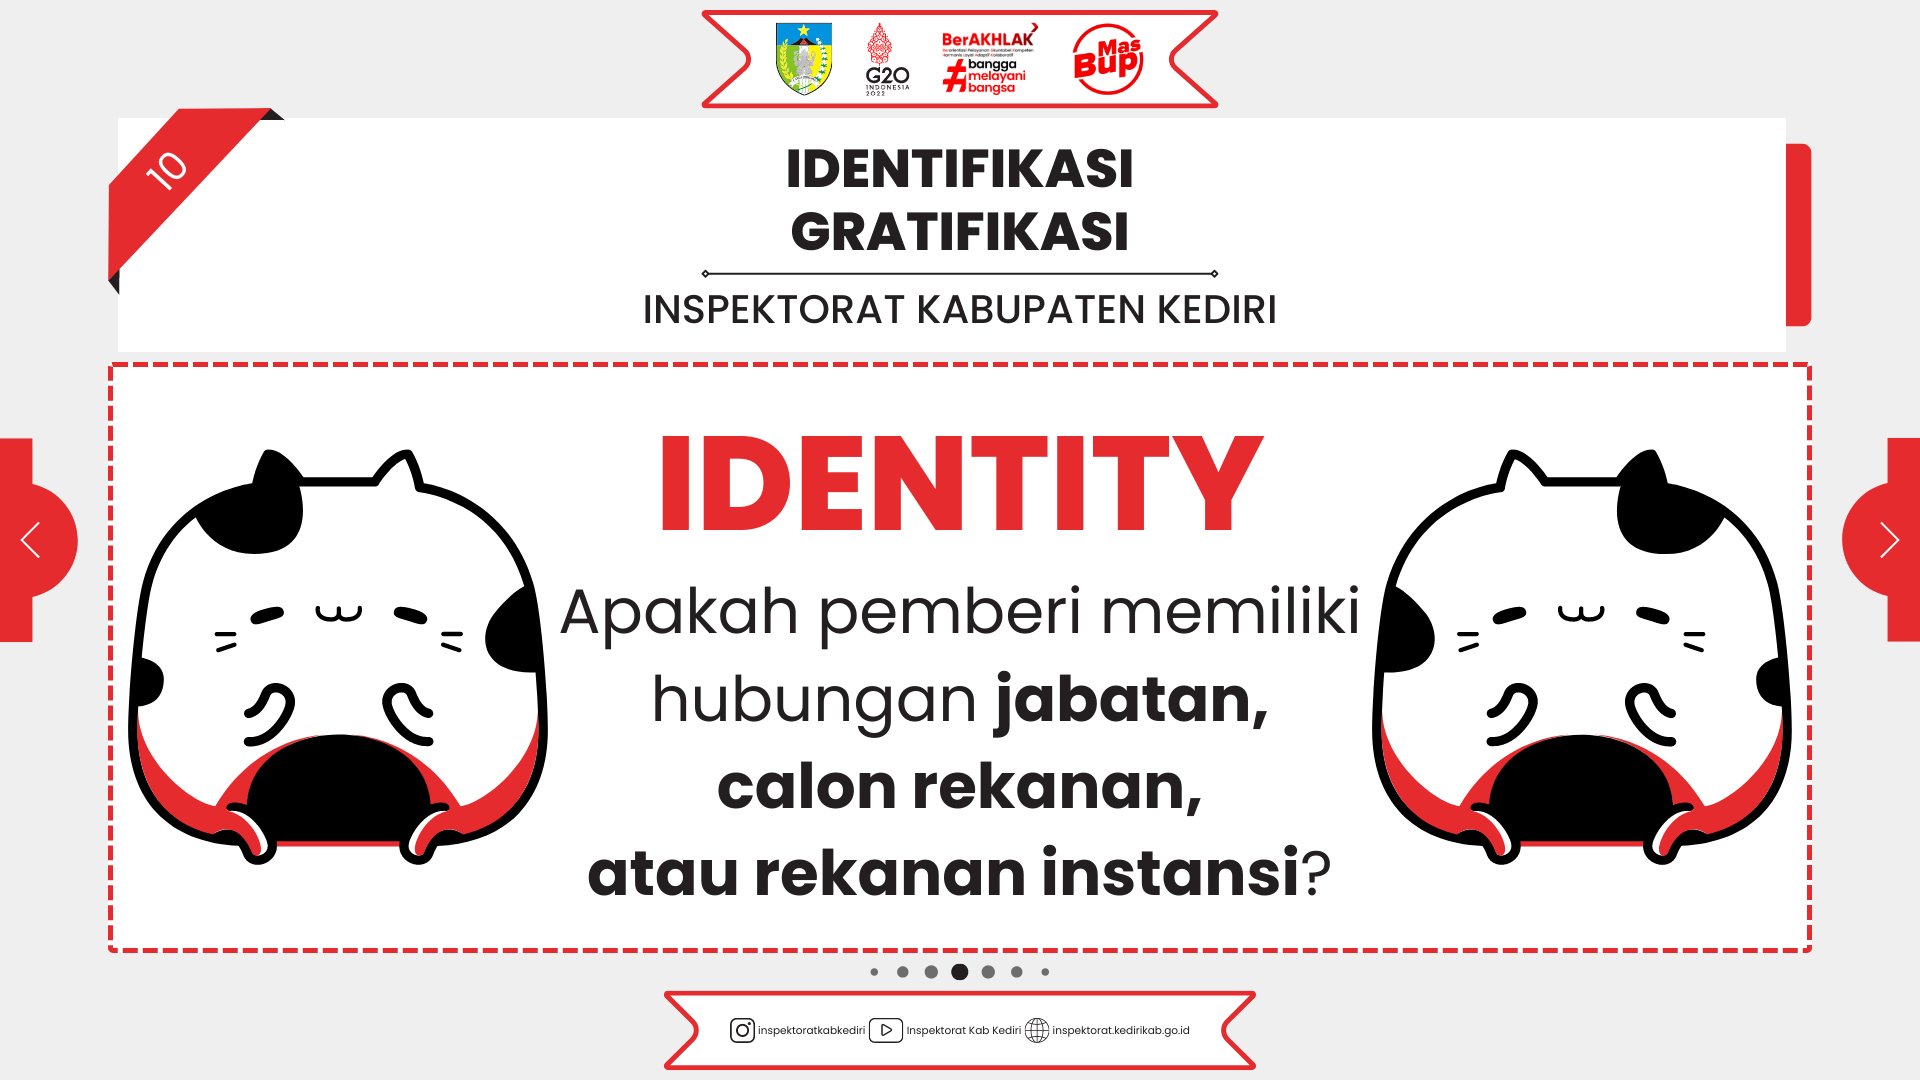 G20
INDONESIA
2022
BerAKHLAK
#bangga
melayani
bangsa
Mas
Bup
10
IDENTIFIKASI
GRATIFIKASI
INSPEKTORAT KABUPATEN KEDIRI
IDENTITY
Apakah pemberi memiliki
hubungan jabatan,
calon rekanan,
atau rekanan instansi?
inspektoratkabkediri Inspektorat Kab Kediri inspektorat.kedirikab.go.id